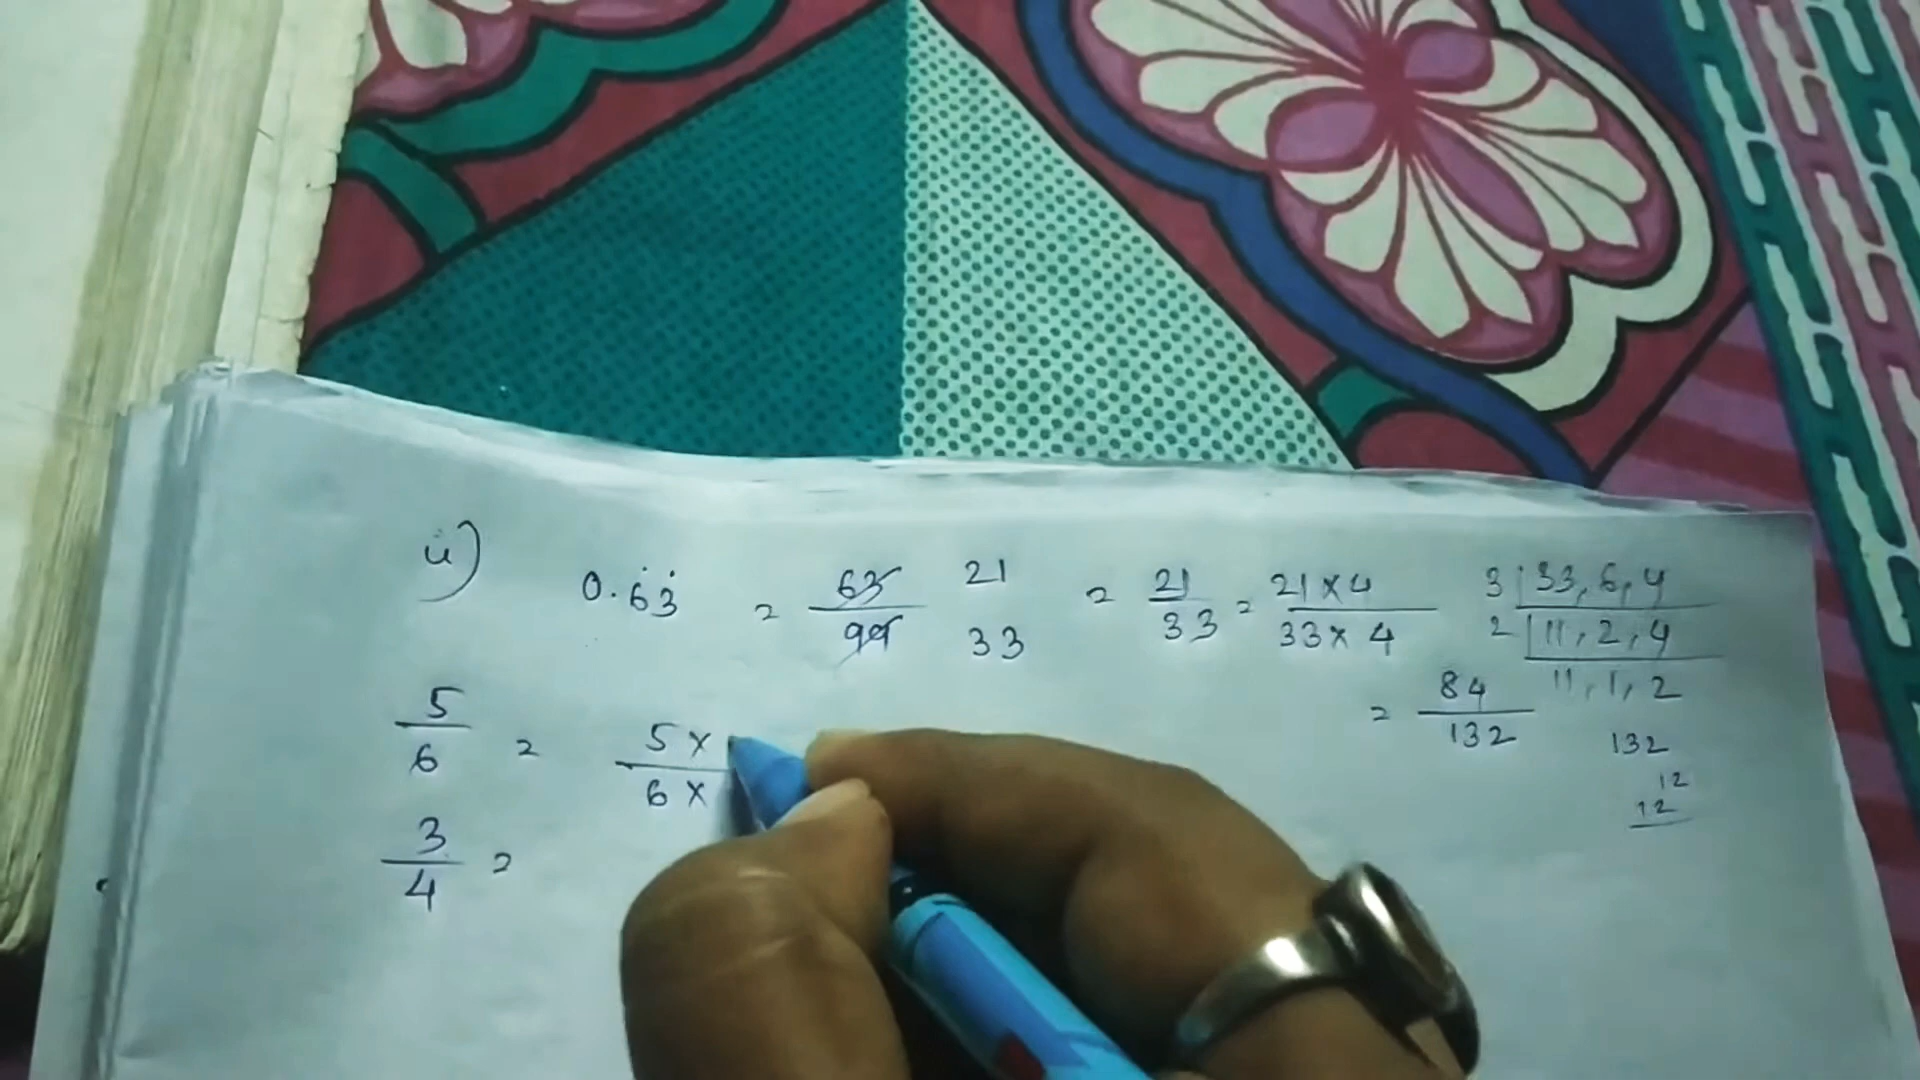 ii) 0.6̇3̇ = 63/99 21/33 = 21/33 = 21×4/33×4
3 | 33, 6, 4
2 | 11, 2, 4
11, 1, 2
= 84/132
132
12
12
5/6 = 5×/6×
3/4 =